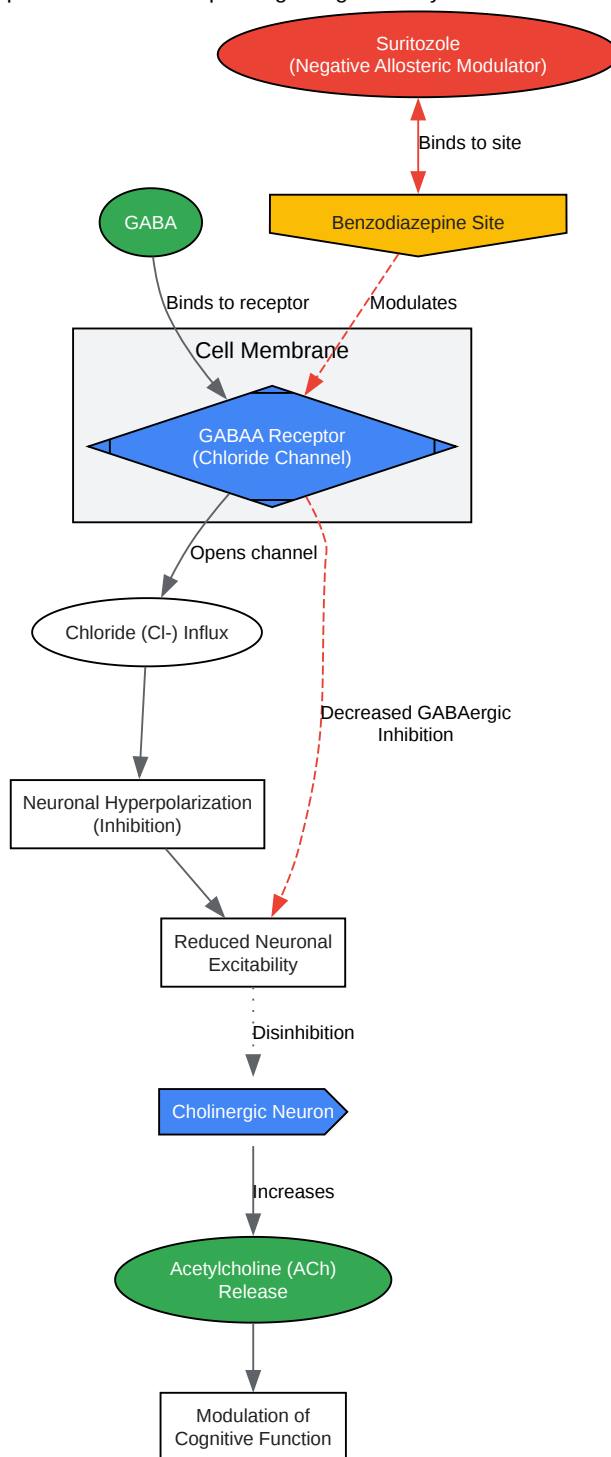 Suritozole
(Negative Allosteric Modulator)
Binds to site
GABA
Benzodiazepine Site
Binds to receptor
Modulates
Cell Membrane
GABAA Receptor
(Chloride Channel)
Opens channel
Chloride (Cl-) Influx
Decreased GABAergic
Inhibition
Neuronal Hyperpolarization
(Inhibition)
Reduced Neuronal
Excitability
Disinhibition
Cholinergic Neuron
Increases
Acetylcholine (ACh)
Release
Modulation of
Cognitive Function